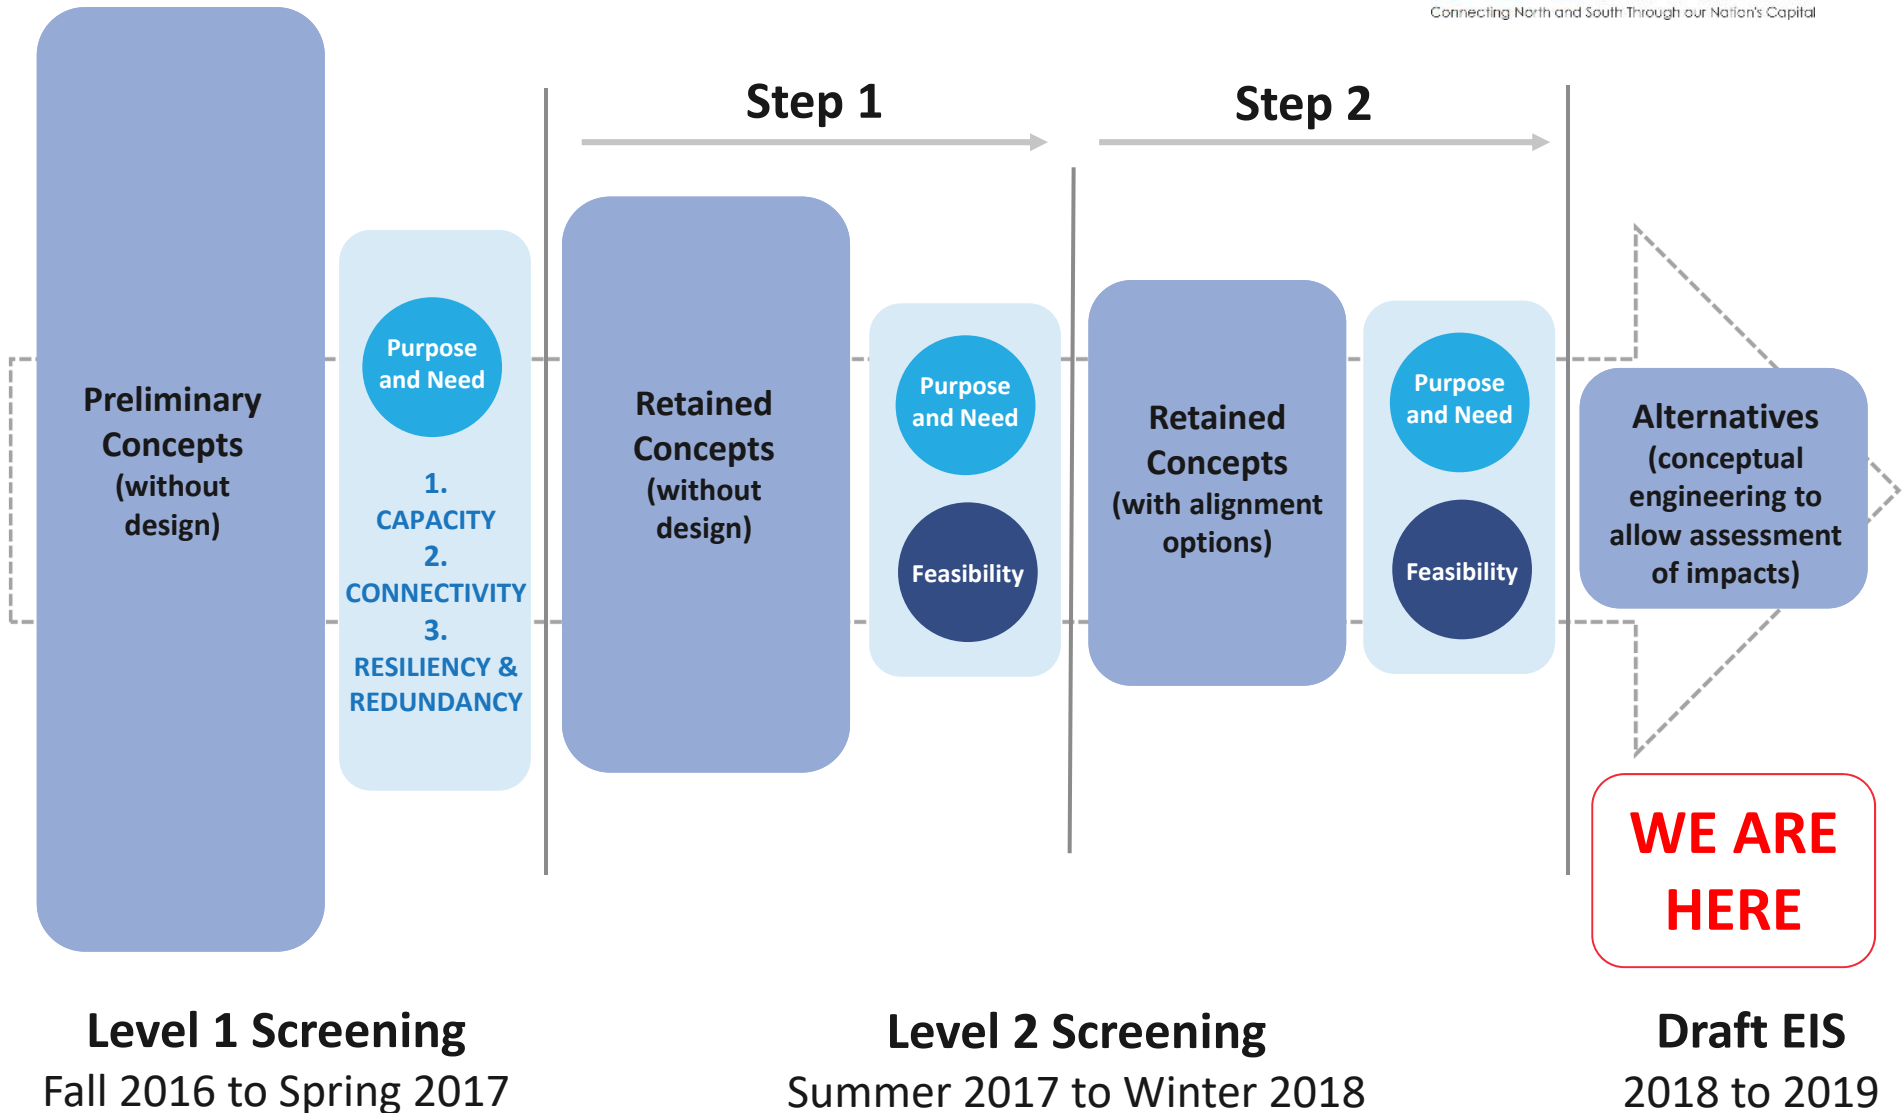 Connecting North and South Through our Nation's Capital
Step 1
Step 2
Preliminary
Concepts
(without
design)
Purpose
and Need
1.
CAPACITY
2.
CONNECTIVITY
3.
RESILIENCY &
REDUNDANCY
Retained
Concepts
(without
design)
Purpose
and Need
Feasibility
Retained
Concepts
(with alignment
options)
Purpose
and Need
Feasibility
Alternatives
(conceptual
engineering to
allow assessment
of impacts)
WE ARE
HERE
Level 1 Screening
Fall 2016 to Spring 2017
Level 2 Screening
Summer 2017 to Winter 2018
Draft EIS
2018 to 2019